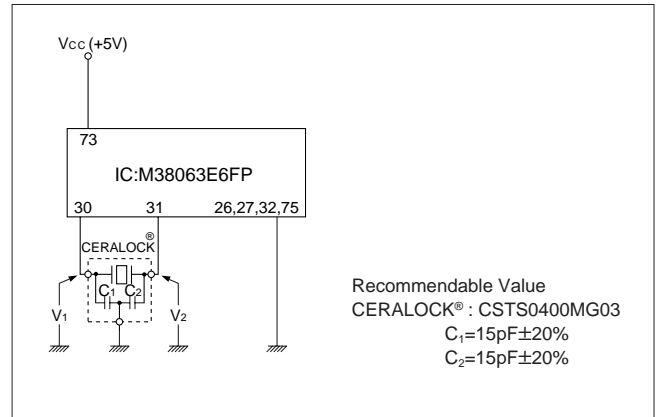 Vcc (+5V)
73
IC:M38063E6FP
30 31 26,27,32,75
CERALOCK®
C1 C2
V1 V2
Recommendable Value
CERALOCK® : CSTS0400MG03
C1=15pF±20%
C2=15pF±20%